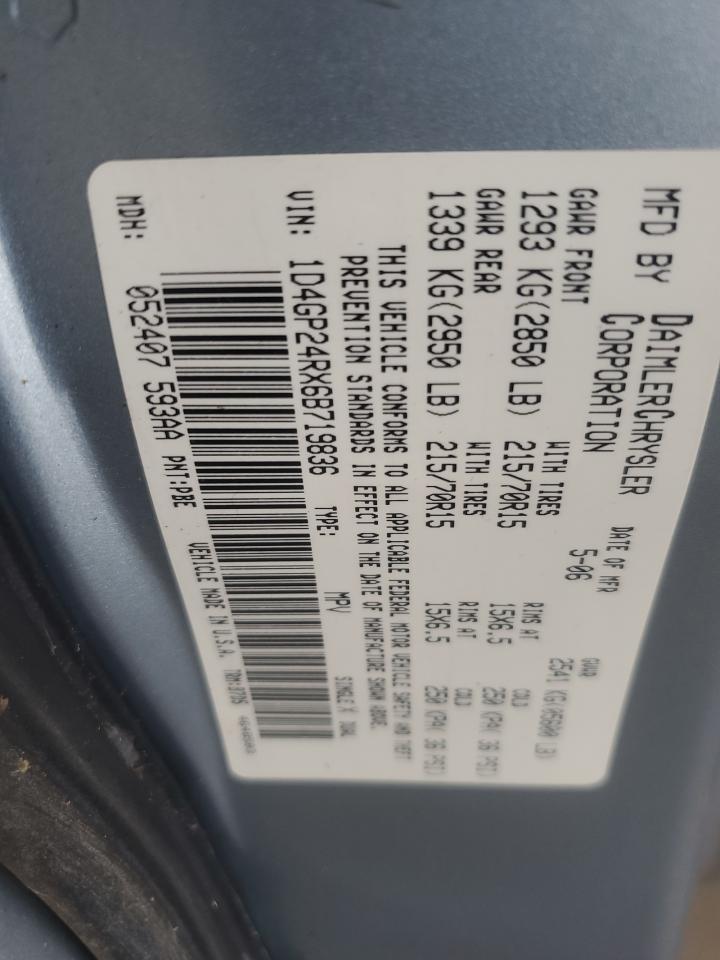 MFD BY DAIMLERCHRYSLER CORPORATION
DATE OF MFR
5-06
GVWR
2541 KG(05600 LB)
GAWR FRONT WITH TIRES RIMS AT COLD
1293 KG(2850 LB) 215/70R15 15X6.5 250 KPA( 36 PSI)
GAWR REAR WITH TIRES RIMS AT COLD
1339 KG(2950 LB) 215/70R15 15X6.5 250 KPA( 36 PSI)
THIS VEHICLE CONFORMS TO ALL APPLICABLE FEDERAL MOTOR VEHICLE SAFETY AND THEFT
PREVENTION STANDARDS IN EFFECT ON THE DATE OF MANUFACTURE SHOWN ABOVE.
VIN: 1D4GP24RX6B719836 TYPE: MPV SINGLE X DUAL
MDH: 052407 593AA PNT:DBE
VEHICLE MADE IN U.S.A.